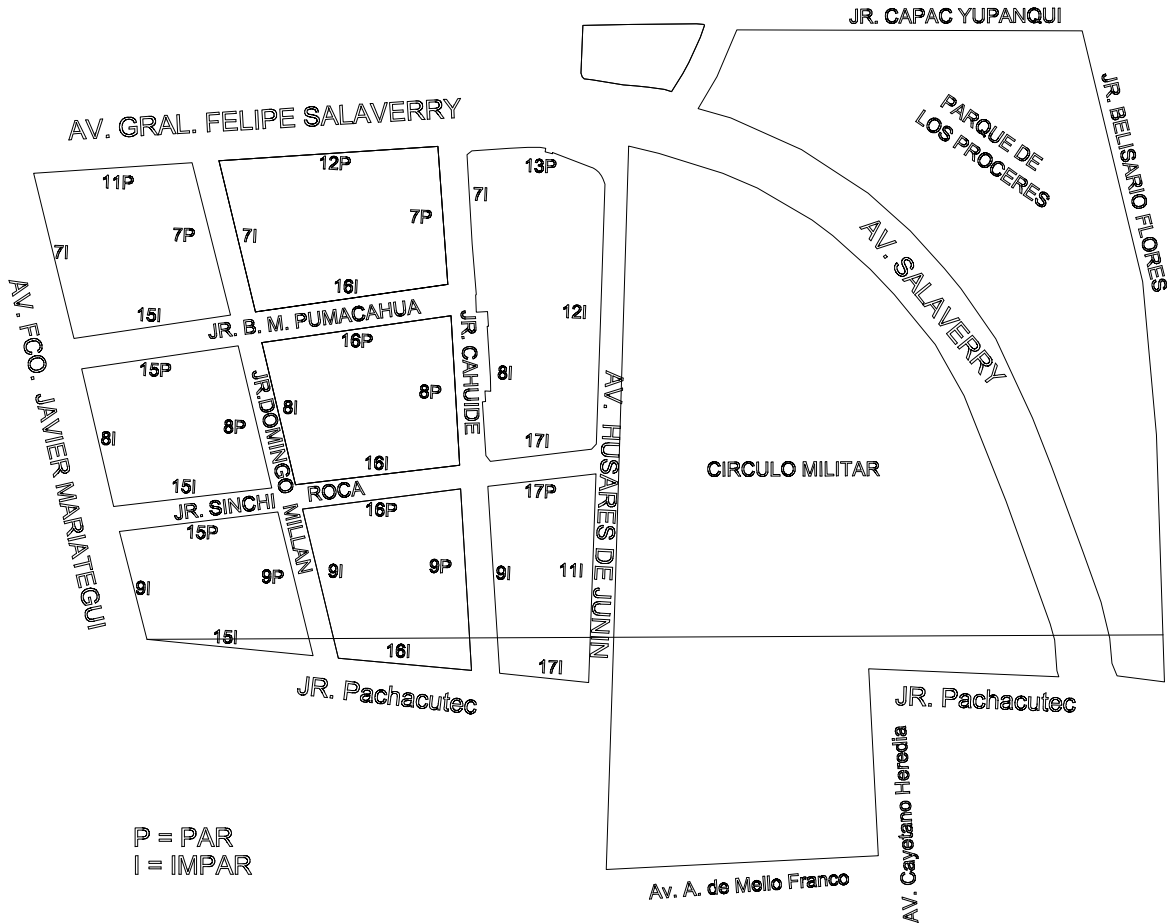 JR. CAPAC YUPANQUI
JR. BELISARIO FLORES
PARQUE DE
LOS PROCERES
AV. GRAL. FELIPE SALAVERRY
11P
12P
13P
7I
7P
7I
7P
7I
15I
16I
12I
AV. SALAVERRY
JR. B. M. PUMACAHUA
JR. CAHUIDE
AV. FCO. JAVIER MARIATEGUI
15P
16P
8I
8P
8I
8P
8I
JR.DOMINGO MILLAN
AV. HUSARES DE JUNIN
15I
16I
17I
CIRCULO MILITAR
JR. SINCHI ROCA
15P
16P
17P
9I
9P
9I
9P
9I
11I
15I
16I
17I
JR. Pachacutec
JR. Pachacutec
AV. Cayetano Heredia
Av. A. de Mello Franco
P = PAR
I = IMPAR